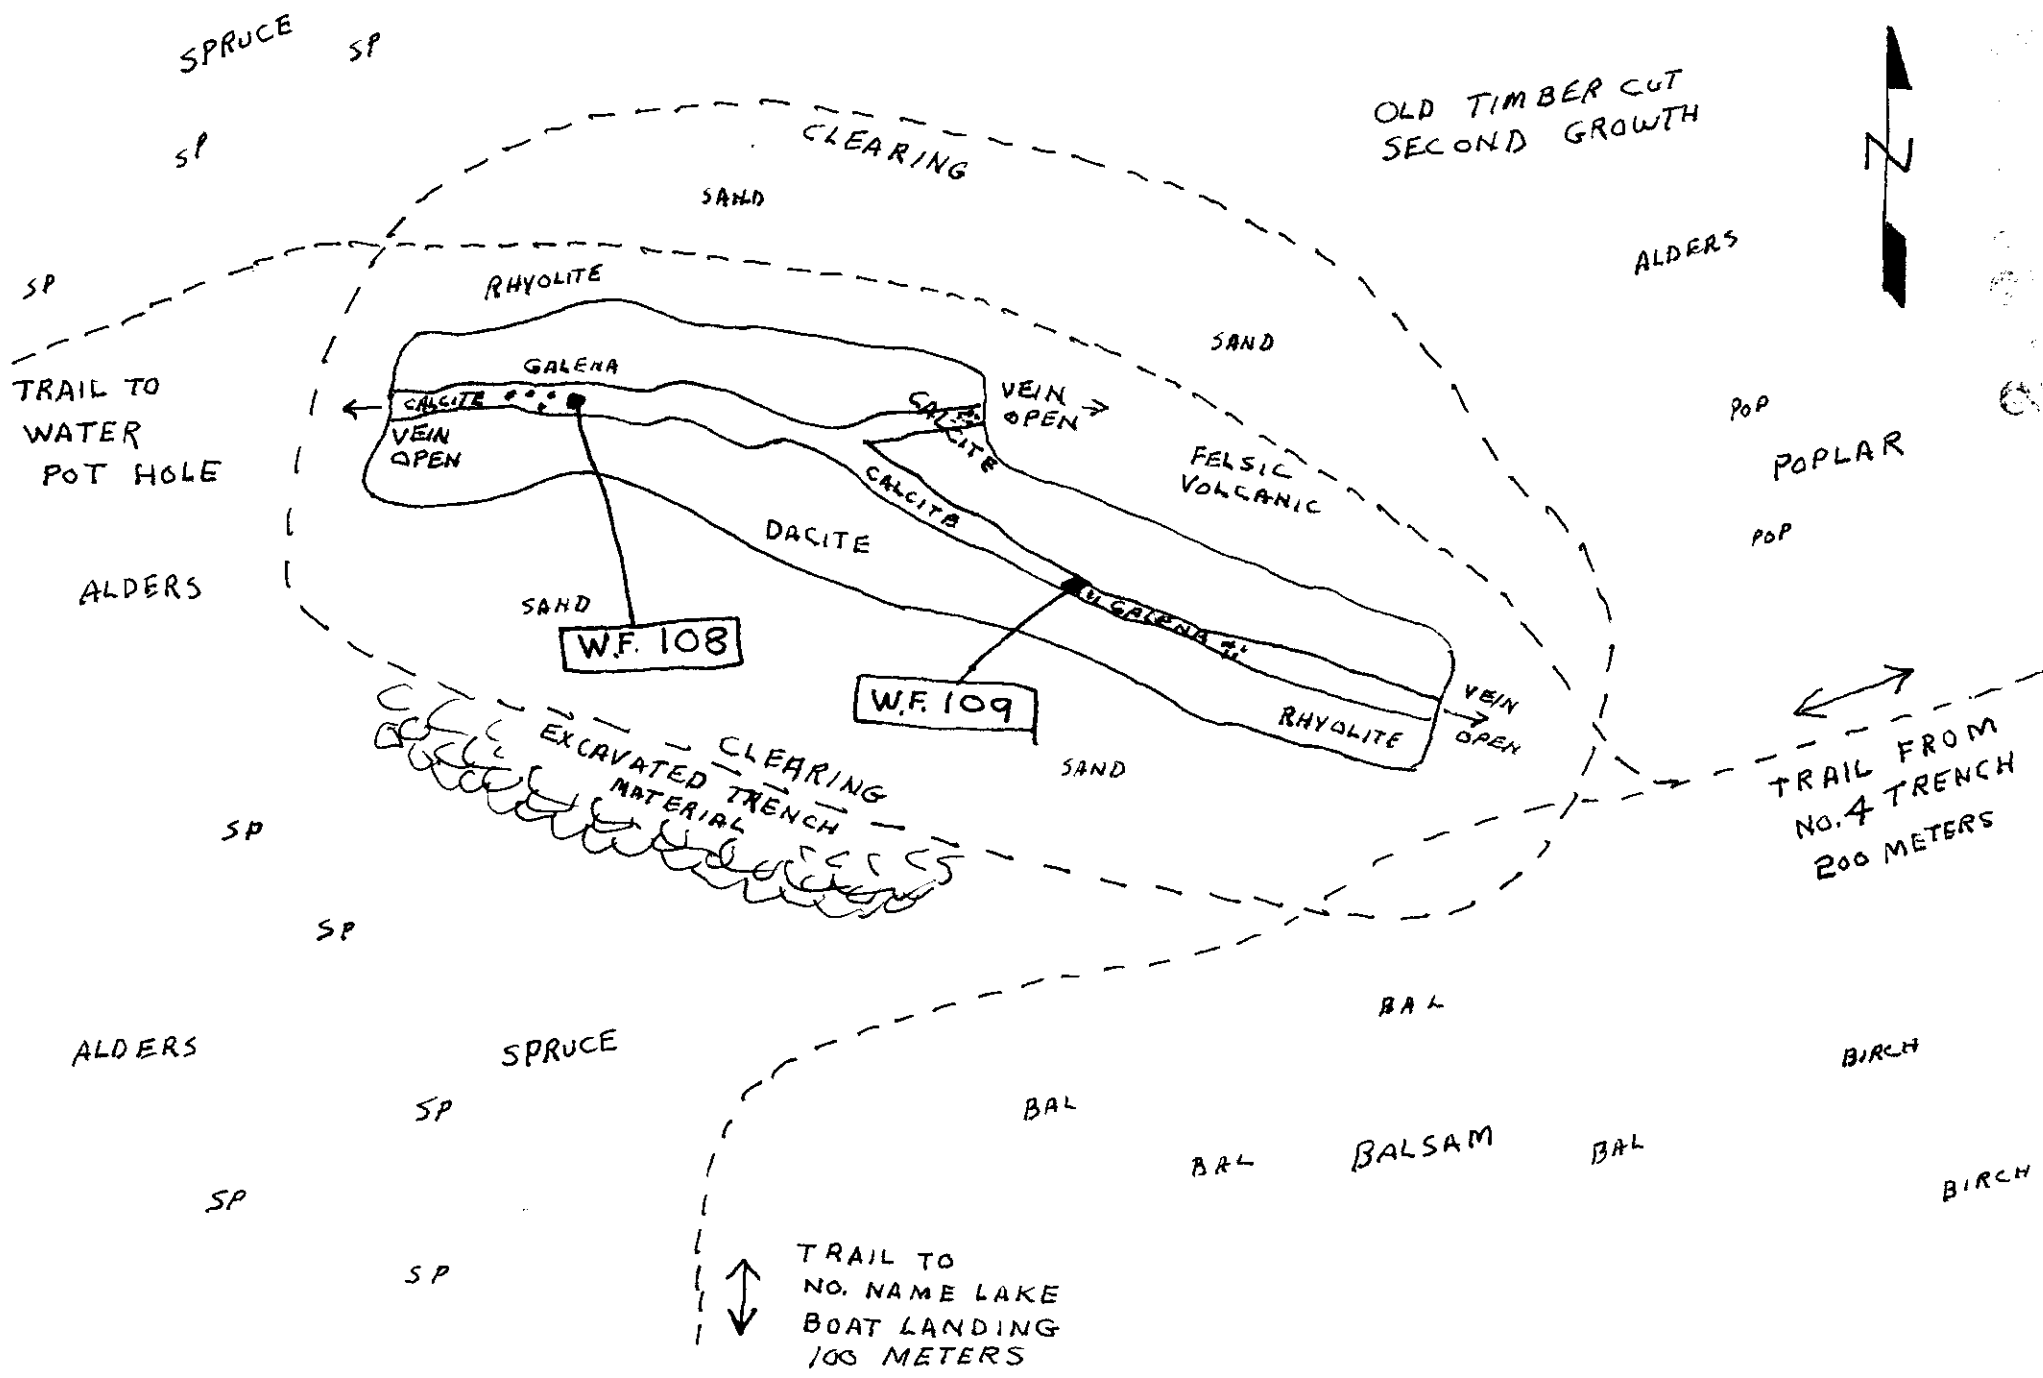 SPRUCE
SP
SP
SP
OLD TIMBER CUT
SECOND GROWTH
N
CLEARING
SAND
ALDERS
RHYOLITE
SAND
GALENA
CALCITE
VEIN
OPEN
CALCITE
VEIN
OPEN
TRAIL TO
WATER
POT HOLE
POP
POPLAR
POP
FELSIC
VOLCANIC
CALCITE
DACITE
ALDERS
SAND
W.F. 108
GALENA
W.F. 109
RHYOLITE
VEIN
OPEN
SAND
CLEARING
EXCAVATED TRENCH
MATERIAL
TRAIL FROM
NO. 4 TRENCH
200 METERS
SP
SP
ALDERS
SPRUCE
SP
SP
SP
BAL
BIRCH
BAL
BAL
BALSAM
BAL
BIRCH
TRAIL TO
NO. NAME LAKE
BOAT LANDING
100 METERS